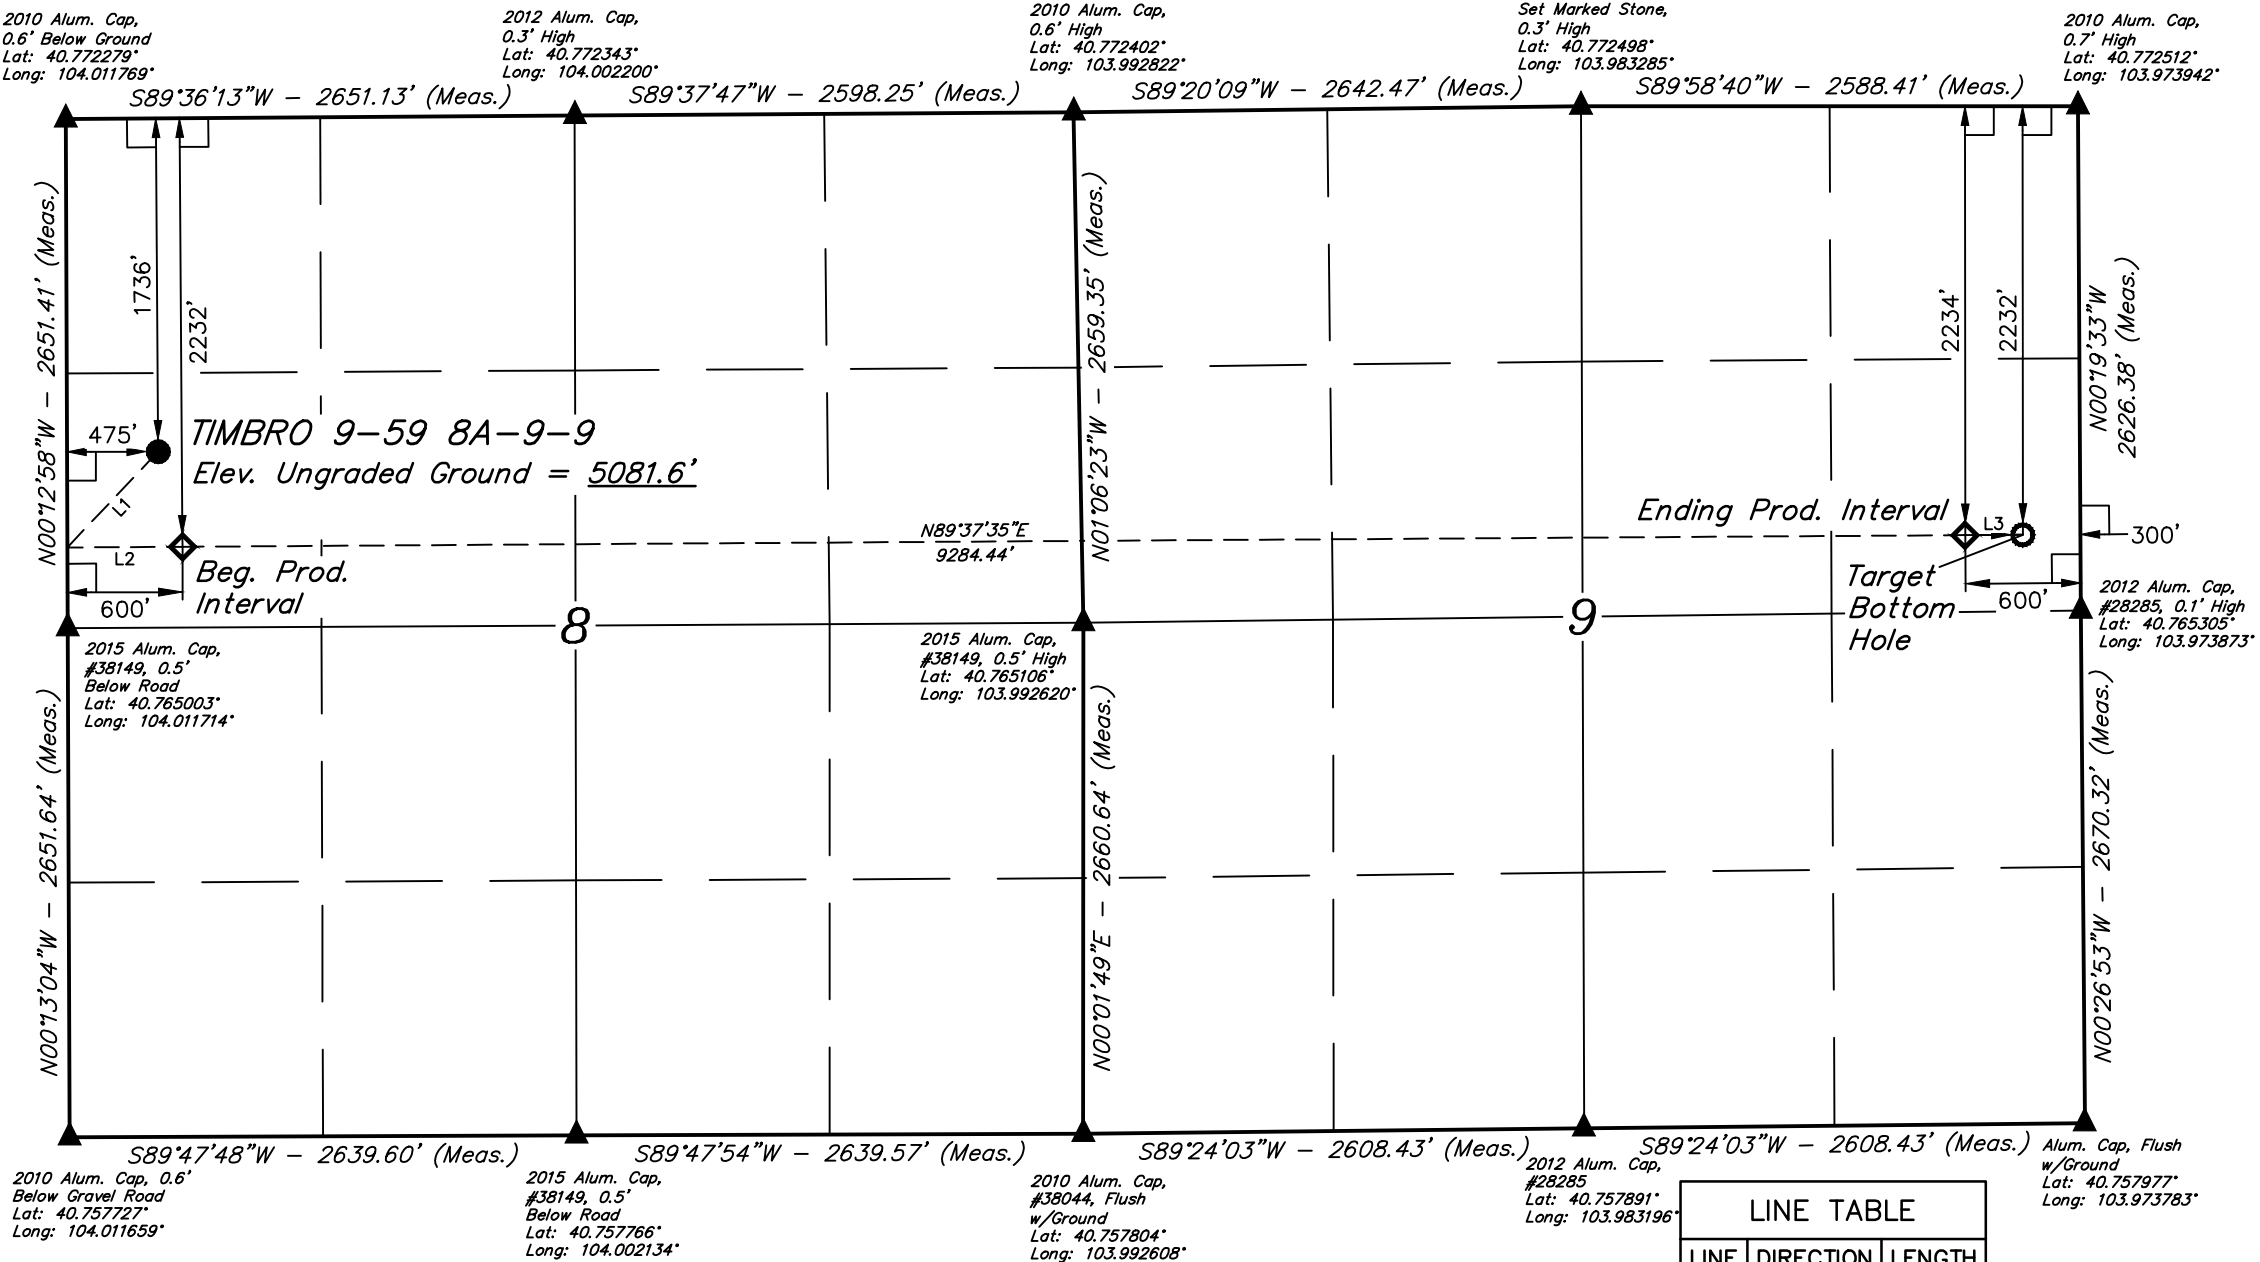 2010 Alum. Cap,
0.6' Below Ground
Lat: 40.772279°
Long: 104.011769°
2012 Alum. Cap,
0.3' High
Lat: 40.772343°
Long: 104.002200°
2010 Alum. Cap,
0.6' High
Lat: 40.772402°
Long: 103.992822°
Set Marked Stone,
0.3' High
Lat: 40.772498°
Long: 103.983285°
2010 Alum. Cap,
0.7' High
Lat: 40.772512°
Long: 103.973942°
S89°36'13"W - 2651.13' (Meas.)
S89°37'47"W - 2598.25' (Meas.)
S89°20'09"W - 2642.47' (Meas.)
S89°58'40"W - 2588.41' (Meas.)
N00°12'58"W - 2651.41' (Meas.)
1736'
2232'
N01°06'23"W - 2659.35' (Meas.)
2234'
2232'
N00°19'33"W
2626.38' (Meas.)
475'
TIMBRO 9-59 8A-9-9
Elev. Ungraded Ground = 5081.6'
L1
L2
600'
Beg. Prod.
Interval
N89°37'35"E
9284.44'
Ending Prod. Interval
L3
300'
Target
Bottom
Hole
600'
8
9
2015 Alum. Cap,
#38149, 0.5'
Below Road
Lat: 40.765003°
Long: 104.011714°
2015 Alum. Cap,
#38149, 0.5' High
Lat: 40.765106°
Long: 103.992620°
2012 Alum. Cap,
#28285, 0.1' High
Lat: 40.765305°
Long: 103.973873°
N00°13'04"W - 2651.64' (Meas.)
N00°01'49"E - 2660.64' (Meas.)
N00°26'53"W - 2670.32' (Meas.)
S89°47'48"W - 2639.60' (Meas.)
S89°47'54"W - 2639.57' (Meas.)
S89°24'03"W - 2608.43' (Meas.)
S89°24'03"W - 2608.43' (Meas.)
2010 Alum. Cap, 0.6'
Below Gravel Road
Lat: 40.757727°
Long: 104.011659°
2015 Alum. Cap,
#38149, 0.5'
Below Road
Lat: 40.757766°
Long: 104.002134°
2010 Alum. Cap,
#38044, Flush
w/Ground
Lat: 40.757804°
Long: 103.992608°
2012 Alum. Cap,
#28285
Lat: 40.757891°
Long: 103.983196°
Alum. Cap, Flush
w/Ground
Lat: 40.757977°
Long: 103.973783°
LINE TABLE
LINE DIRECTION LENGTH